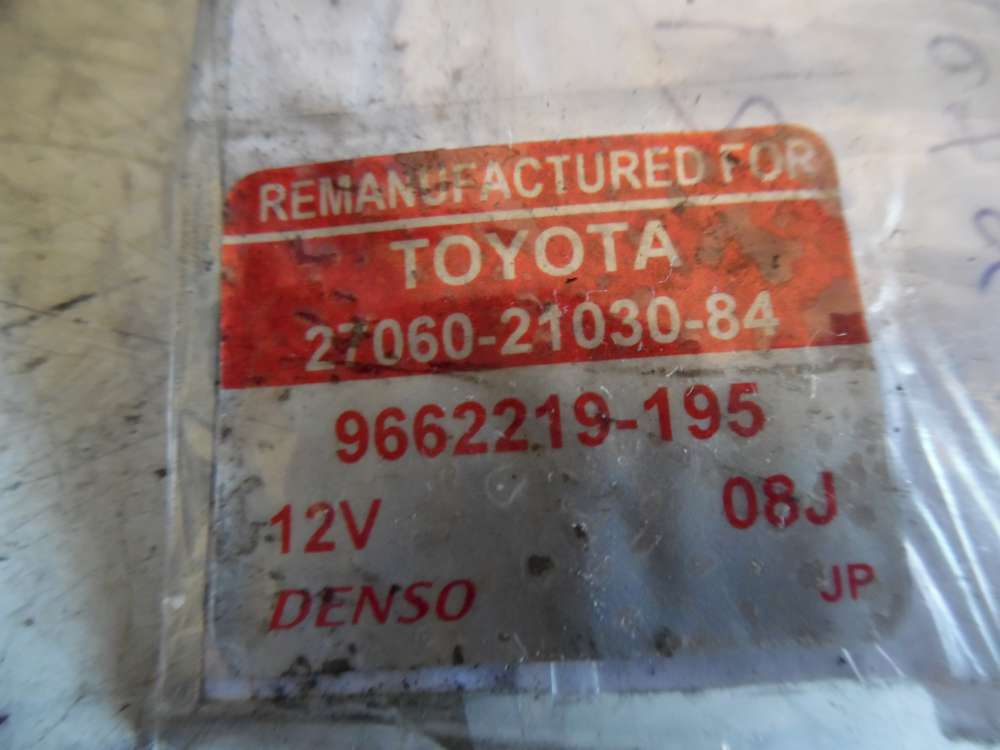 REMANUFACTURED FOR
TOYOTA
27060-21030-84
9662219-195
12V 08J
DENSO JP